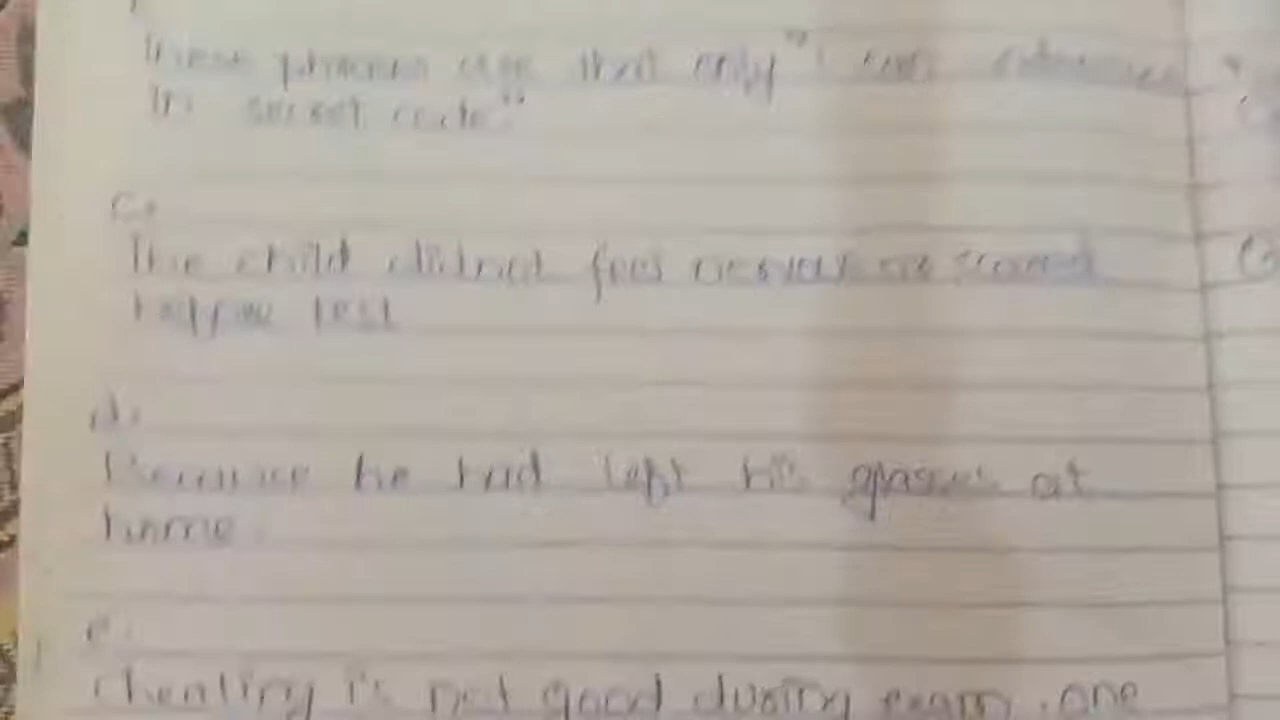 These phrases are that only "I can
in secret code"
c.
The child didnot feel nervous or scared
before test
d.
Because he had left his glasses at
home.
e.
Cheating is not good during exam. one